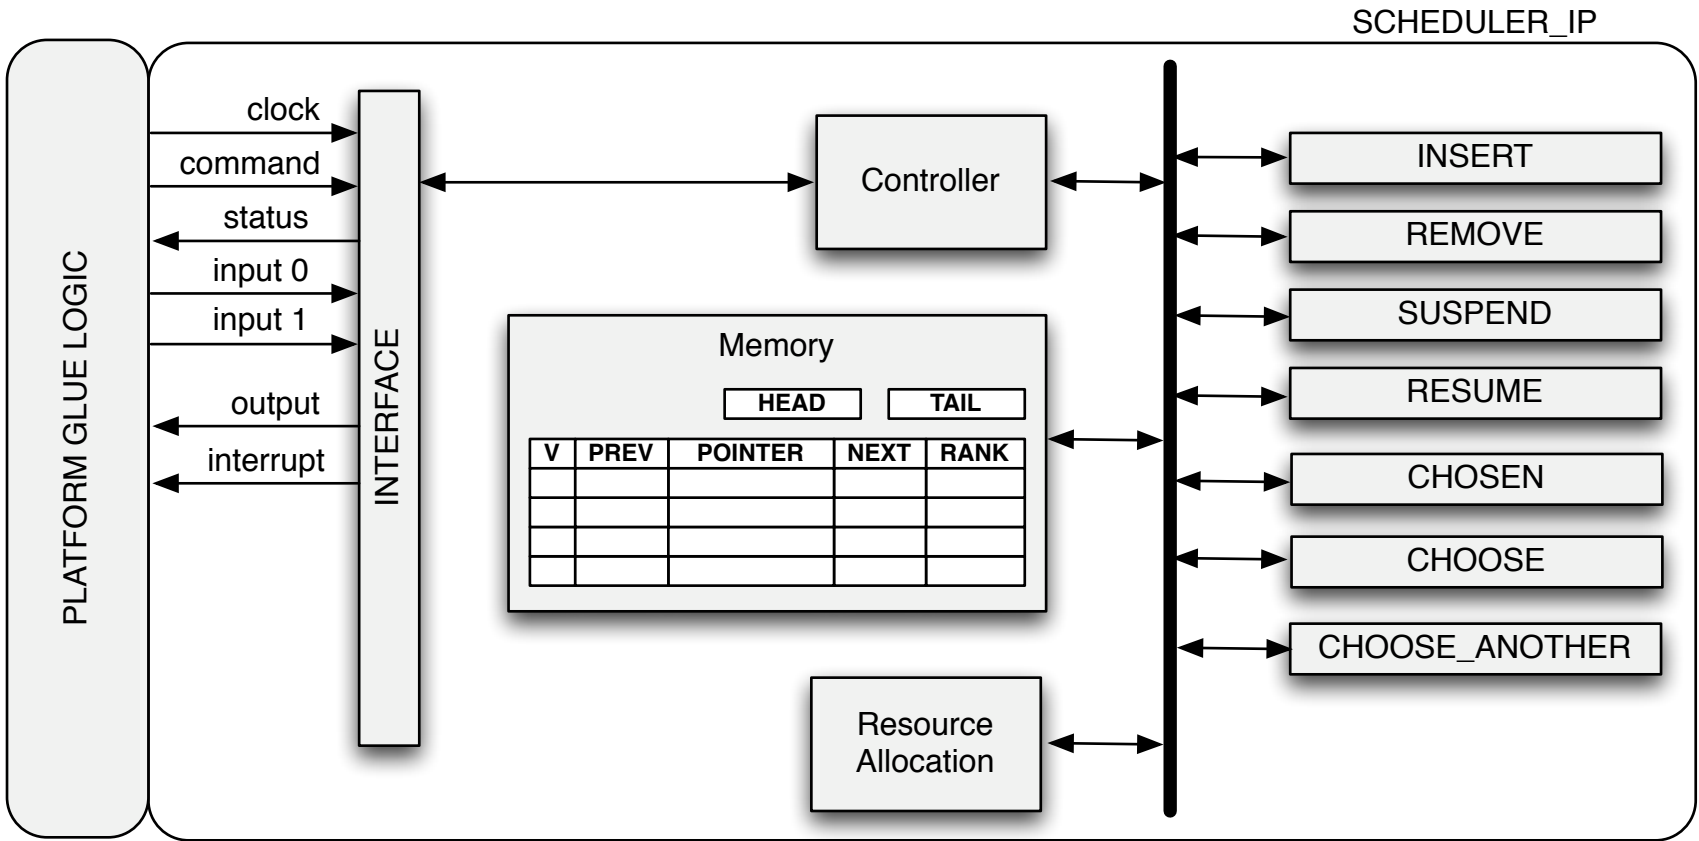 SCHEDULER_IP
PLATFORM GLUE LOGIC
clock
command
status
input 0
input 1
output
interrupt
INTERFACE
Controller
Memory
HEAD TAIL
V PREV POINTER NEXT RANK
Resource
Allocation
INSERT
REMOVE
SUSPEND
RESUME
CHOSEN
CHOOSE
CHOOSE_ANOTHER